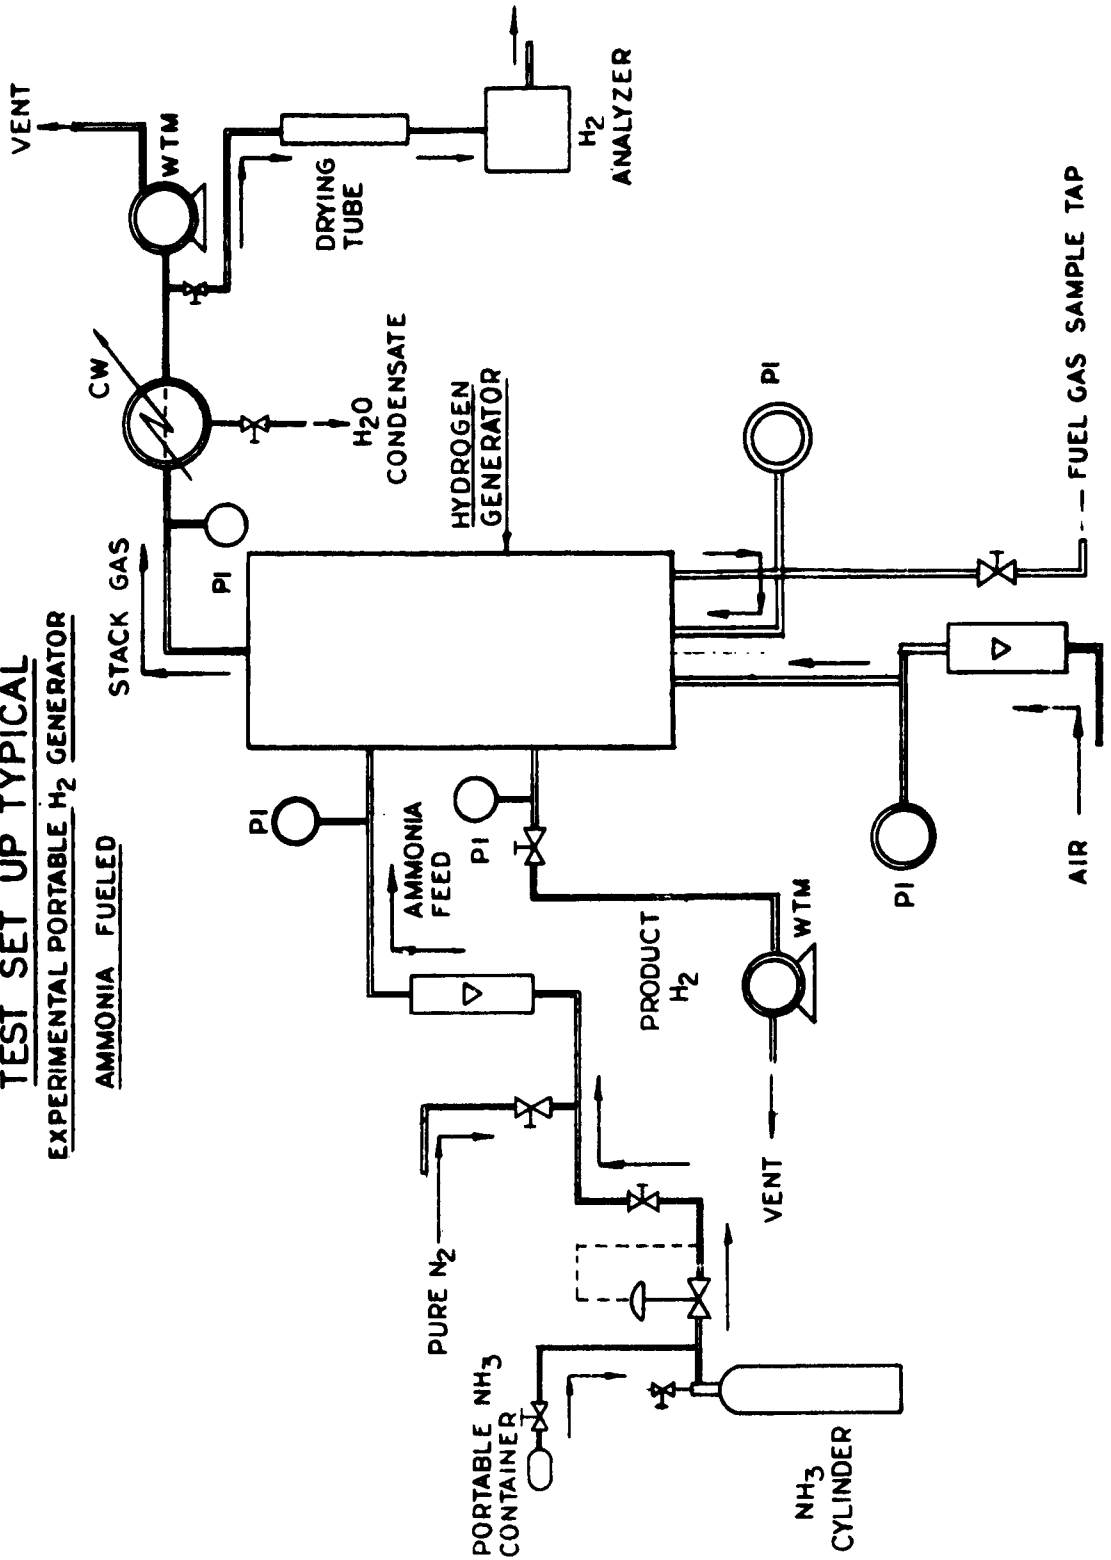 TEST SET UP TYPICAL
EXPERIMENTAL PORTABLE H2 GENERATOR
AMMONIA FUELED
VENT
WTM
CW
STACK GAS
PI
H2O
CONDENSATE
DRYING
TUBE
H2
ANALYZER
HYDROGEN
GENERATOR
PI
AMMONIA
FEED
PI
PI
FUEL GAS SAMPLE TAP
PURE N2
PRODUCT
H2
WTM
VENT
PI
AIR
PORTABLE NH3
CONTAINER
NH3
CYLINDER